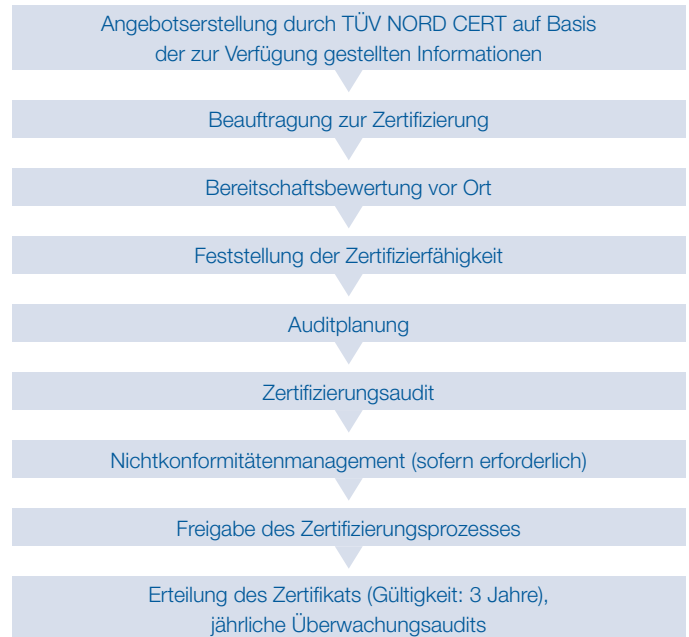 Angebotserstellung durch TÜV NORD CERT auf Basis
der zur Verfügung gestellten Informationen
Beauftragung zur Zertifizierung
Bereitschaftsbewertung vor Ort
Feststellung der Zertifizierfähigkeit
Auditplanung
Zertifizierungsaudit
Nichtkonformitätenmanagement (sofern erforderlich)
Freigabe des Zertifizierungsprozesses
Erteilung des Zertifikats (Gültigkeit: 3 Jahre),
jährliche Überwachungsaudits